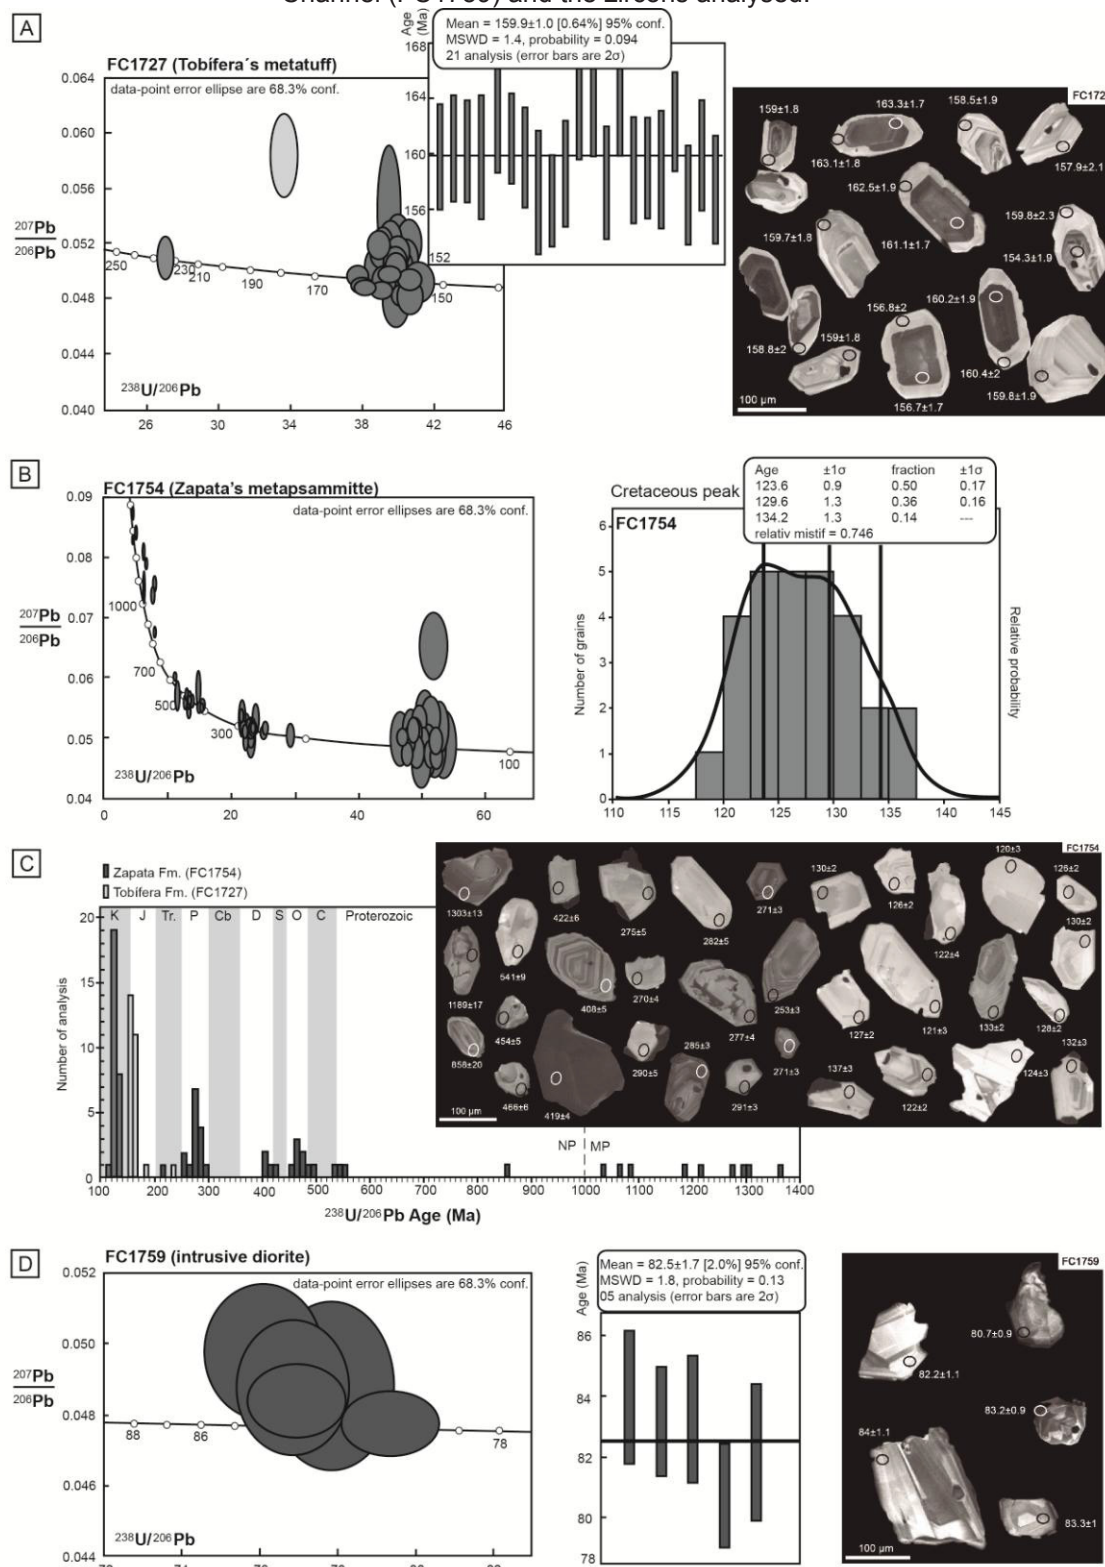 Channel (FC1759) and the zircons analysed.
A
FC1727 (Tobifera´s metatuff)
data-point error ellipse are 68.3% conf.
0.064
0.060
0.056
0.052
0.048
0.044
0.040
207Pb
206Pb
250
230
210
190
170
150
238U/206Pb
26
30
34
38
42
46
Age (Ma)
Mean = 159.9±1.0 [0.64%] 95% conf.
MSWD = 1.4, probability = 0.094
21 analysis (error bars are 2σ)
168
164
160
156
152
FC172
159±1.8
163.3±1.7
158.5±1.9
163.1±1.8
157.9±2.1
162.5±1.9
159.7±1.8
161.1±1.7
159.8±2.3
154.3±1.9
160.2±1.9
156.8±2
158.8±2
159±1.8
160.4±2
156.7±1.7
159.8±1.9
100 µm
B
FC1754 (Zapata's metapsammitte)
data-point error ellipses are 68.3% conf.
0.09
0.08
0.07
0.06
0.05
0.04
207Pb
206Pb
1000
700
500
300
100
238U/206Pb
0
20
40
60
Cretaceous peak
Age ±1σ fraction ±1σ
123.6 0.9 0.50 0.17
129.6 1.3 0.36 0.16
134.2 1.3 0.14 ---
relativ mistif = 0.746
FC1754
Number of grains
6
5
4
3
2
1
0
110 115 120 125 130 135 140 145
Relative probability
C
Zapata Fm. (FC1754)
Tobifera Fm. (FC1727)
K J Tr. P Cb D S O C Proterozoic
Number of analysis
20
15
10
5
1
NP MP
100 200 300 400 500 600 700 800 900 1000 1100 1200 1300 1400
238U/206Pb Age (Ma)
FC1754
1303±13
422±6
275±5
282±5
271±3
130±2
126±2
120±3
126±2
130±2
122±4
541±9
1189±17
408±5
270±4
277±4
253±3
127±2
121±3
133±2
128±2
454±5
858±20
466±6
419±4
290±5
285±3
291±3
271±3
137±3
122±2
124±3
132±3
100 µm
D
FC1759 (intrusive diorite)
data-point error ellipses are 68.3% conf.
0.052
0.050
0.048
0.046
0.044
207Pb
206Pb
88
86
78
238U/206Pb
Age (Ma)
Mean = 82.5±1.7 [2.0%] 95% conf.
MSWD = 1.8, probability = 0.13
05 analysis (error bars are 2σ)
86
84
82
80
78
FC1759
80.7±0.9
82.2±1.1
83.2±0.9
84±1.1
83.3±1
100 µm